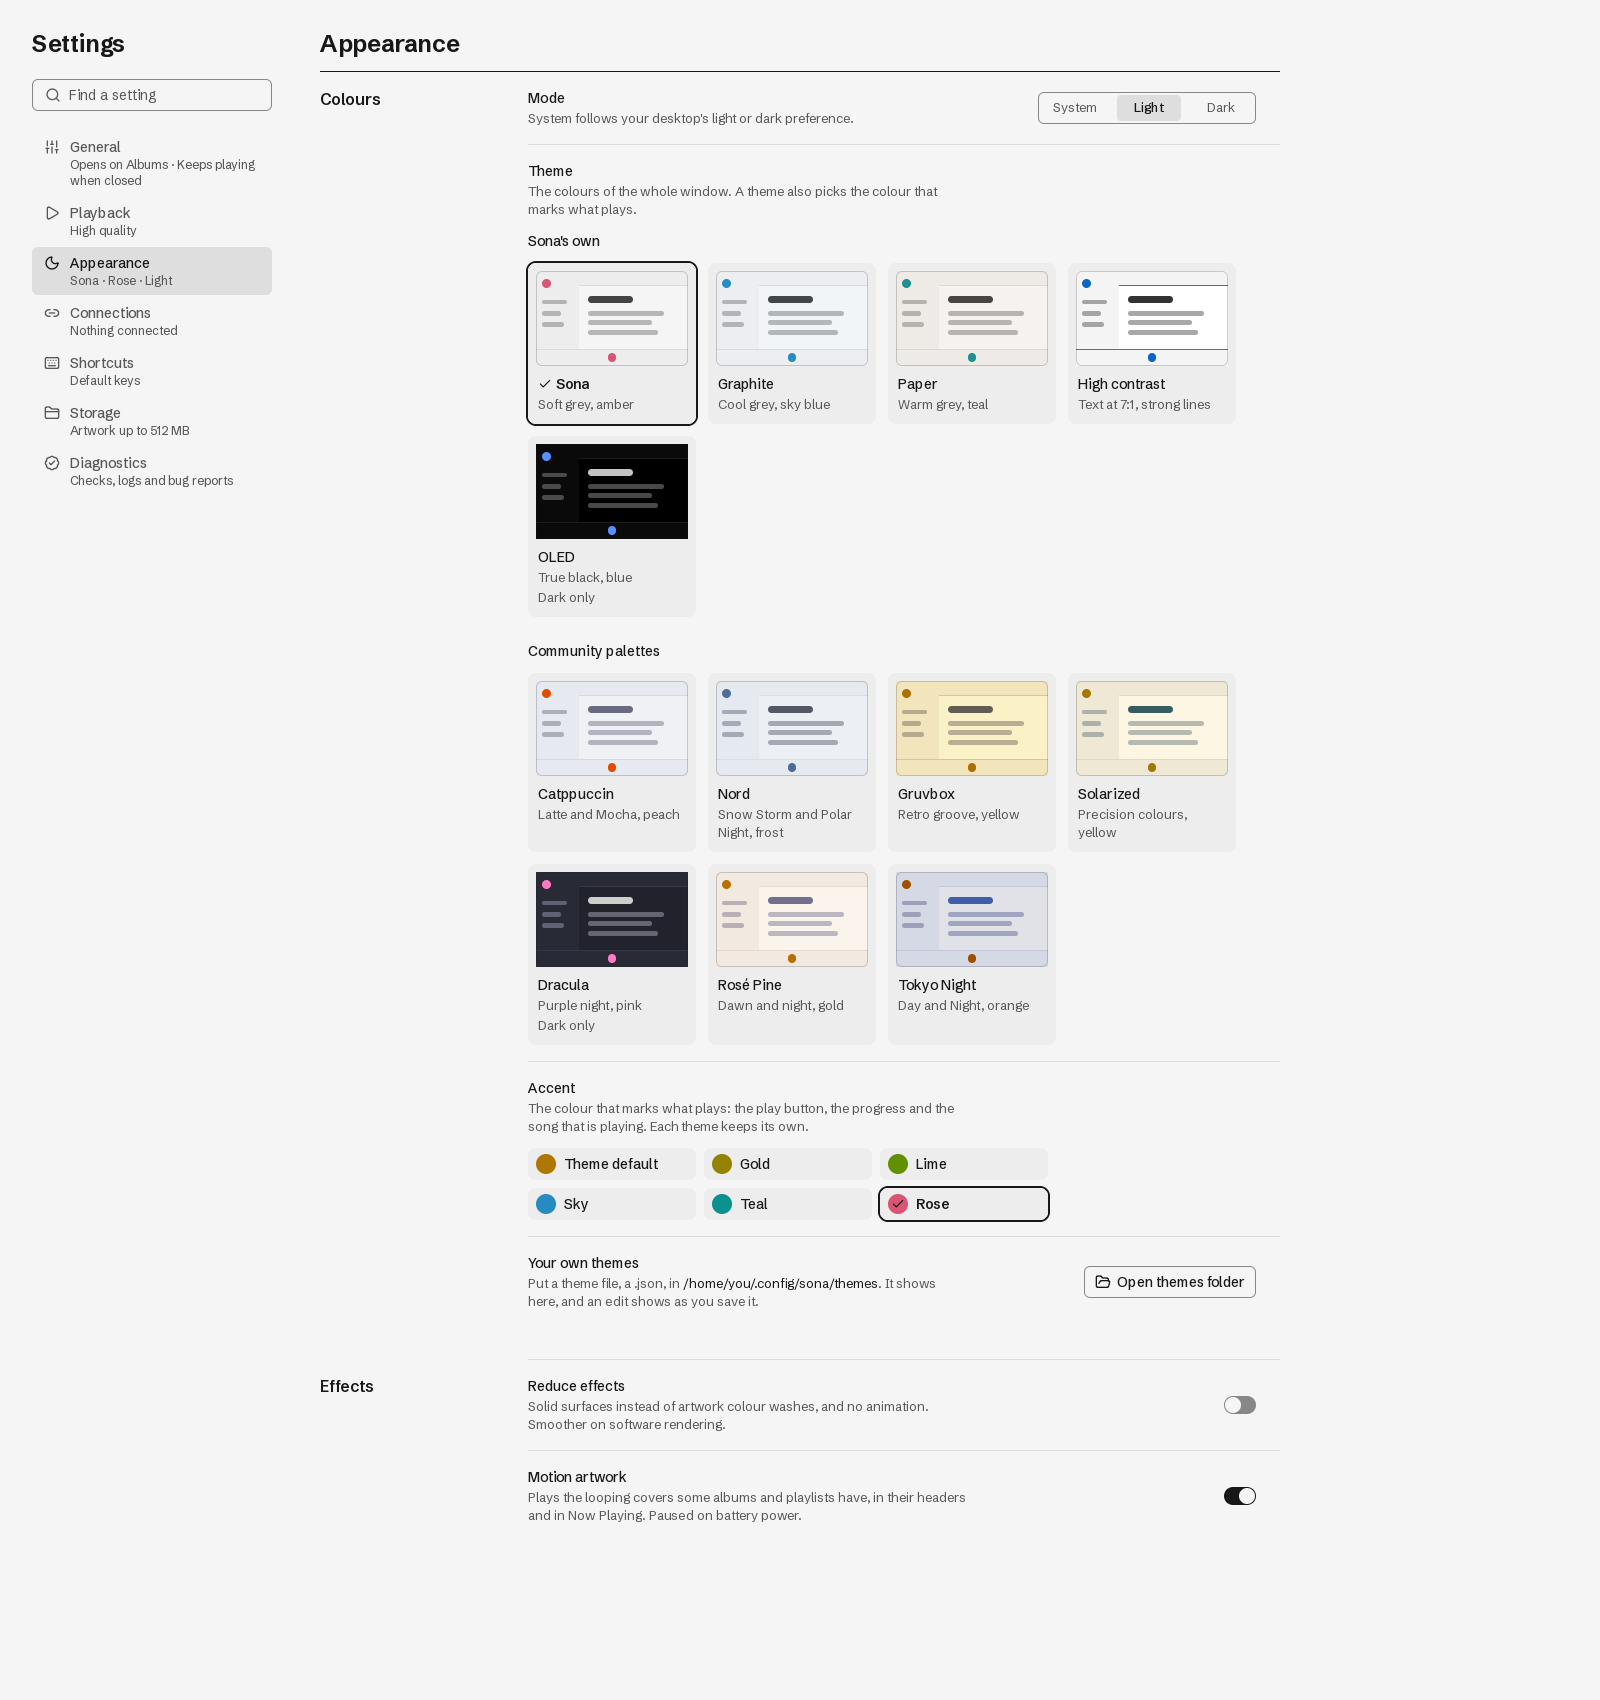 Settings
Find a setting
General
Opens on Albums · Keeps playing
when closed
Playback
High quality
Appearance
Sona · Rose · Light
Connections
Nothing connected
Shortcuts
Default keys
Storage
Artwork up to 512 MB
Diagnostics
Checks, logs and bug reports
Appearance
Colours
Mode
System follows your desktop's light or dark preference.
System Light Dark
Theme
The colours of the whole window. A theme also picks the colour that
marks what plays.
Sona's own
Sona
Soft grey, amber
Graphite
Cool grey, sky blue
Paper
Warm grey, teal
High contrast
Text at 7:1, strong lines
OLED
True black, blue
Dark only
Community palettes
Catppuccin
Latte and Mocha, peach
Nord
Snow Storm and Polar
Night, frost
Gruvbox
Retro groove, yellow
Solarized
Precision colours,
yellow
Dracula
Purple night, pink
Dark only
Rosé Pine
Dawn and night, gold
Tokyo Night
Day and Night, orange
Accent
The colour that marks what plays: the play button, the progress and the
song that is playing. Each theme keeps its own.
Theme default
Gold
Lime
Sky
Teal
Rose
Your own themes
Put a theme file, a .json, in /home/you/.config/sona/themes. It shows
here, and an edit shows as you save it.
Open themes folder
Effects
Reduce effects
Solid surfaces instead of artwork colour washes, and no animation.
Smoother on software rendering.
Motion artwork
Plays the looping covers some albums and playlists have, in their headers
and in Now Playing. Paused on battery power.